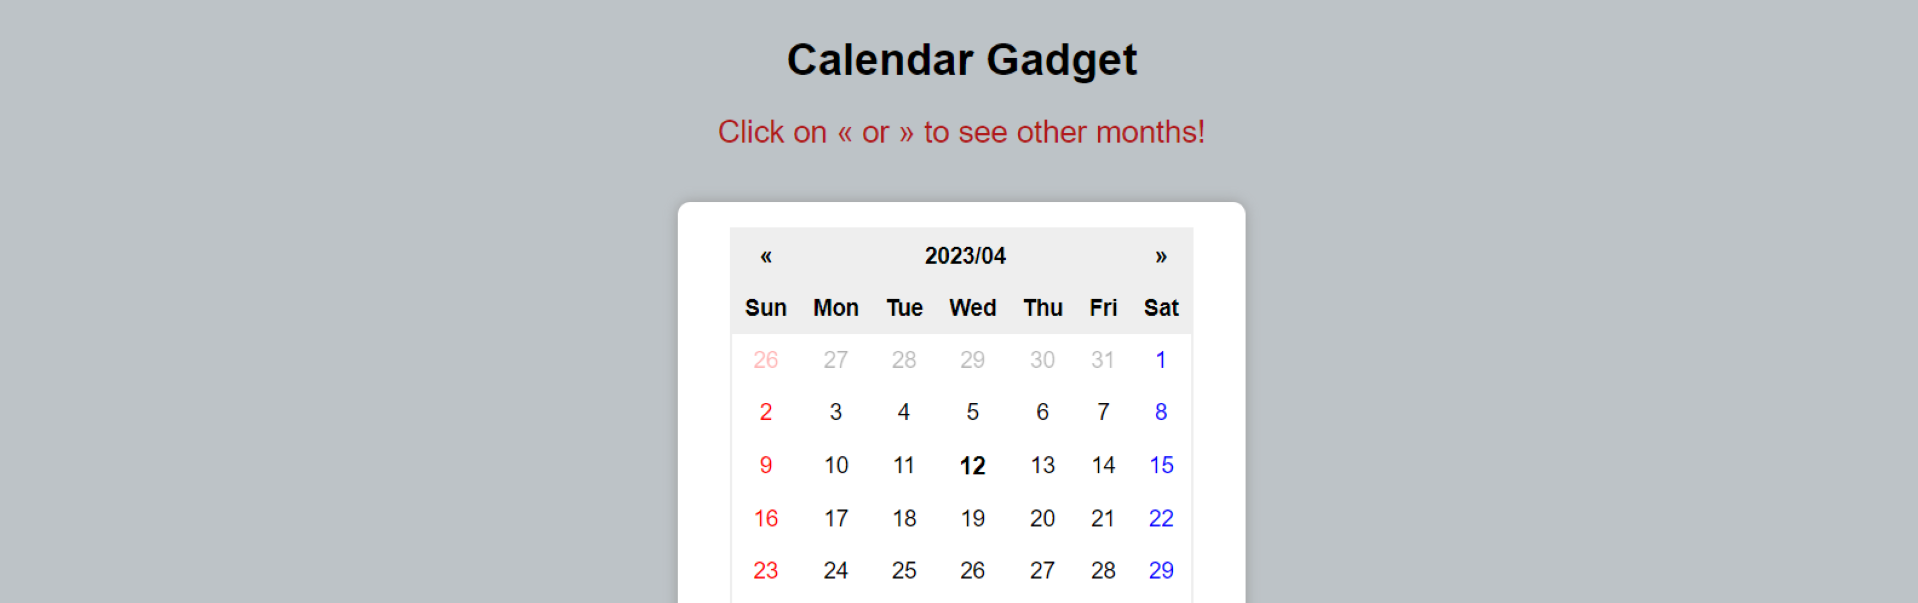 Calendar Gadget
Click on « or » to see other months!
« 2023/04 »
Sun Mon Tue Wed Thu Fri Sat
26 27 28 29 30 31 1
2 3 4 5 6 7 8
9 10 11 12 13 14 15
16 17 18 19 20 21 22
23 24 25 26 27 28 29